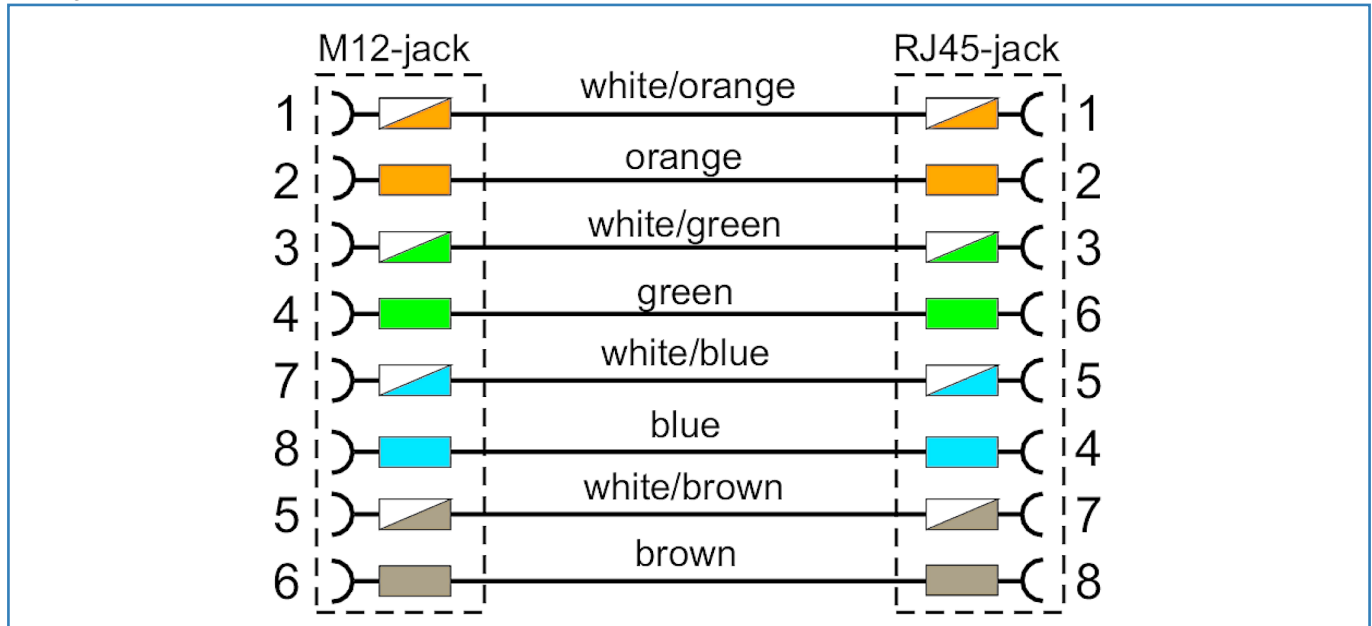 M12-jack RJ45-jack
1 white/orange 1
2 orange 2
3 white/green 3
4 green 6
7 white/blue 5
8 blue 4
5 white/brown 7
6 brown 8